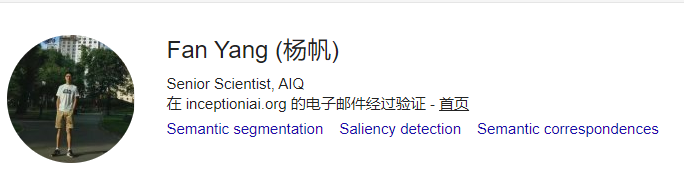 Fan Yang (杨帆)
Senior Scientist, AIQ
在 inceptioniai.org 的电子邮件经过验证 - 首页
Semantic segmentation Saliency detection Semantic correspondences